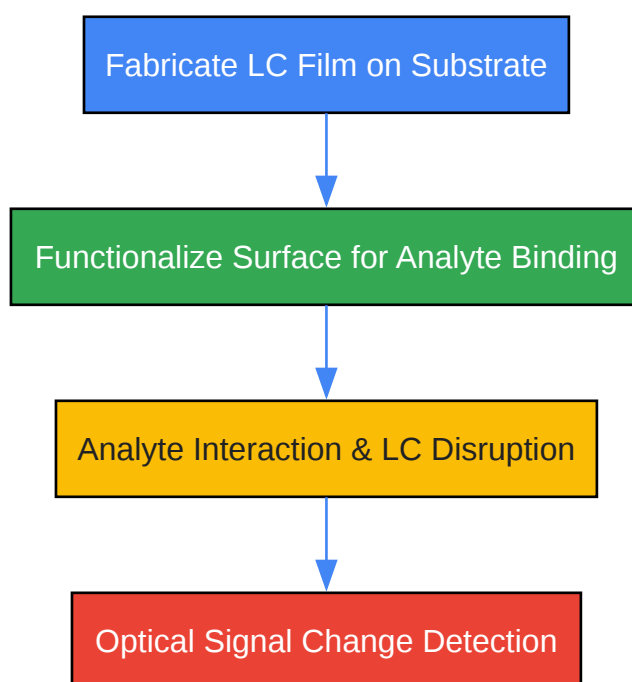 Fabricate LC Film on Substrate
Functionalize Surface for Analyte Binding
Analyte Interaction & LC Disruption
Optical Signal Change Detection